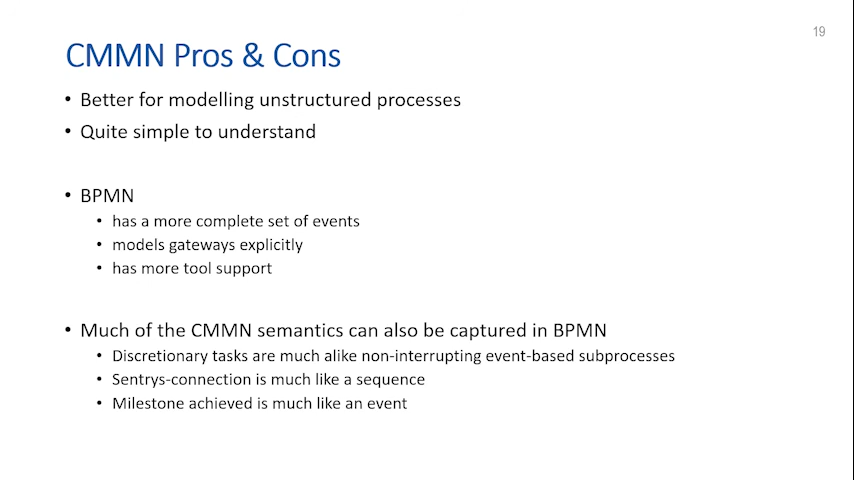 19
CMMN Pros & Cons
• Better for modelling unstructured processes
• Quite simple to understand
• BPMN
• has a more complete set of events
• models gateways explicitly
• has more tool support
• Much of the CMMN semantics can also be captured in BPMN
• Discretionary tasks are much alike non-interrupting event-based subprocesses
• Sentrys-connection is much like a sequence
• Milestone achieved is much like an event